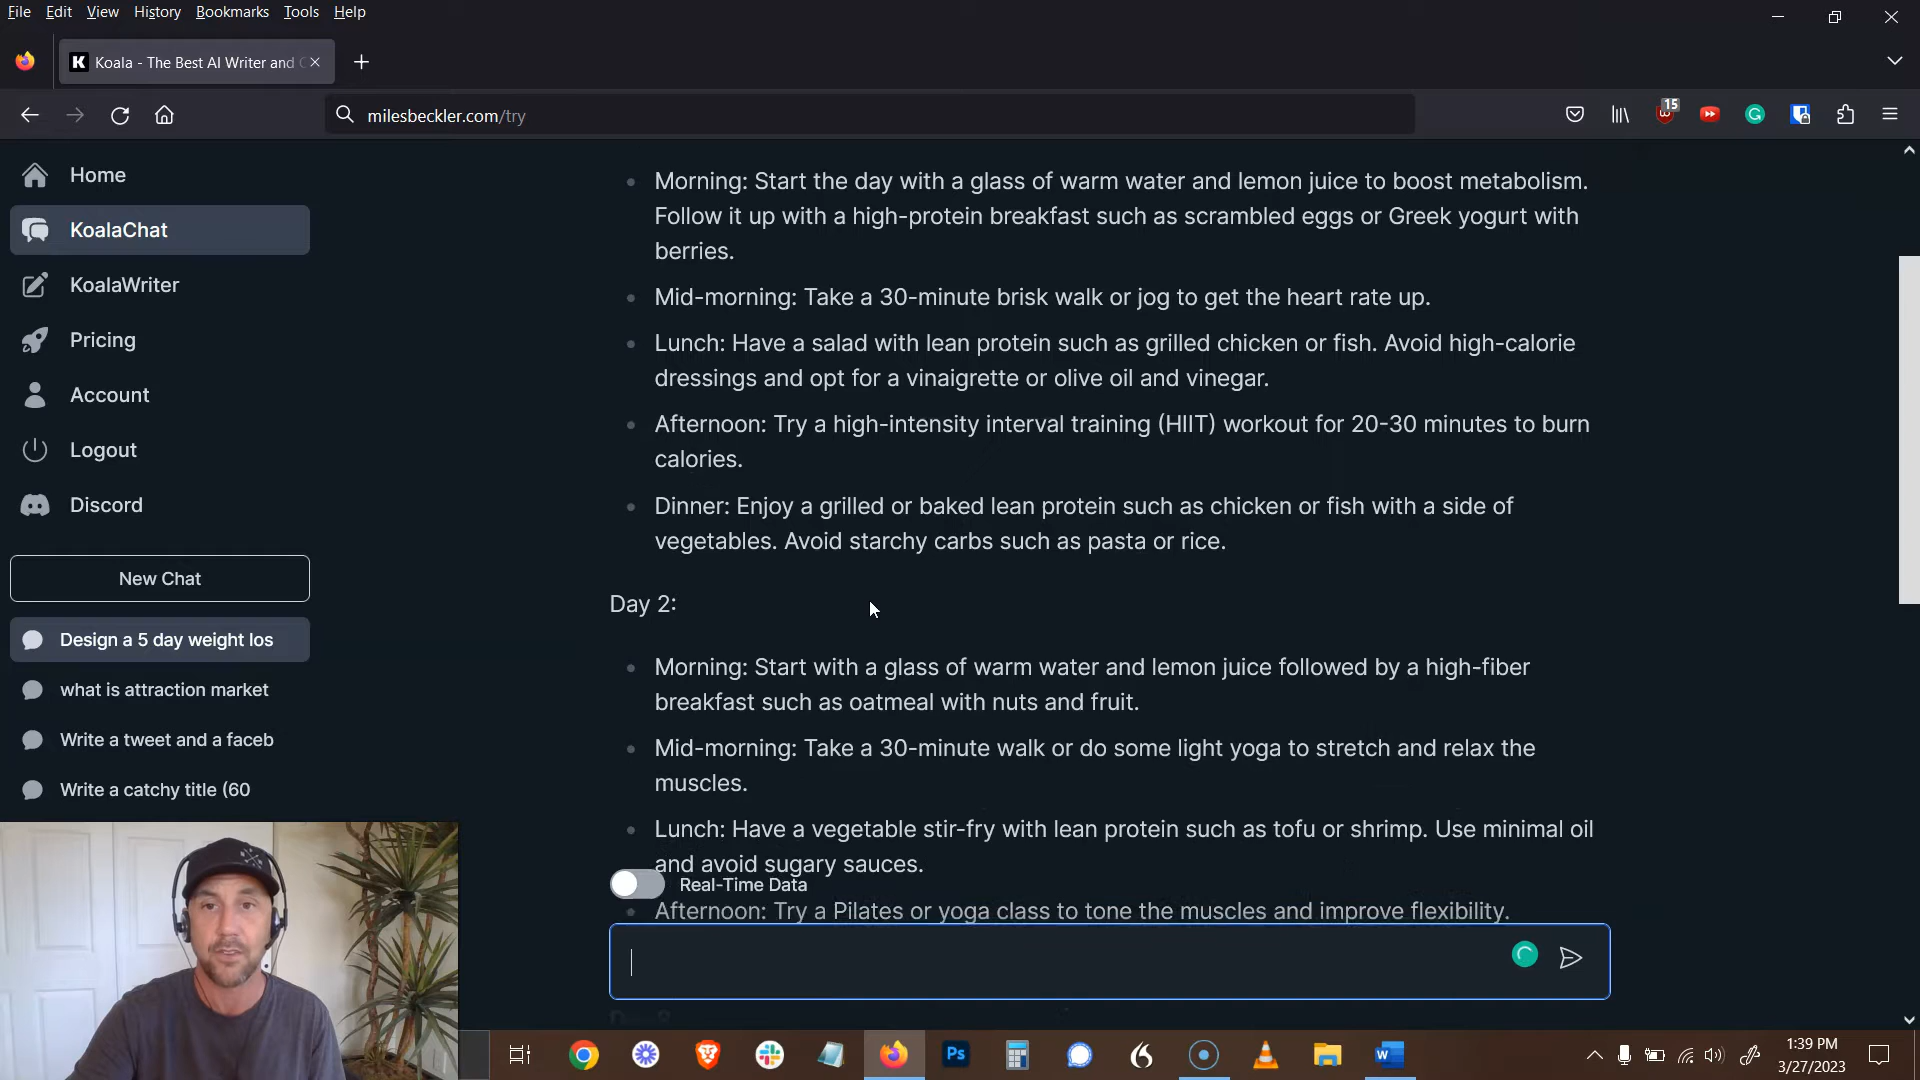 File Edit View History Bookmarks Tools Help
Koala - The Best AI Writer and
milesbeckler.com/try
15
Home
KoalaChat
KoalaWriter
Pricing
Account
Logout
Discord
New Chat
Design a 5 day weight los
what is attraction market
Write a tweet and a faceb
Write a catchy title (60
Morning: Start the day with a glass of warm water and lemon juice to boost metabolism.
Follow it up with a high-protein breakfast such as scrambled eggs or Greek yogurt with
berries.
Mid-morning: Take a 30-minute brisk walk or jog to get the heart rate up.
Lunch: Have a salad with lean protein such as grilled chicken or fish. Avoid high-calorie
dressings and opt for a vinaigrette or olive oil and vinegar.
Afternoon: Try a high-intensity interval training (HIIT) workout for 20-30 minutes to burn
calories.
Dinner: Enjoy a grilled or baked lean protein such as chicken or fish with a side of
vegetables. Avoid starchy carbs such as pasta or rice.
Day 2:
Morning: Start with a glass of warm water and lemon juice followed by a high-fiber
breakfast such as oatmeal with nuts and fruit.
Mid-morning: Take a 30-minute walk or do some light yoga to stretch and relax the
muscles.
Lunch: Have a vegetable stir-fry with lean protein such as tofu or shrimp. Use minimal oil
and avoid sugary sauces.
Real-Time Data
Afternoon: Try a Pilates or yoga class to tone the muscles and improve flexibility.
1:39 PM
3/27/2023